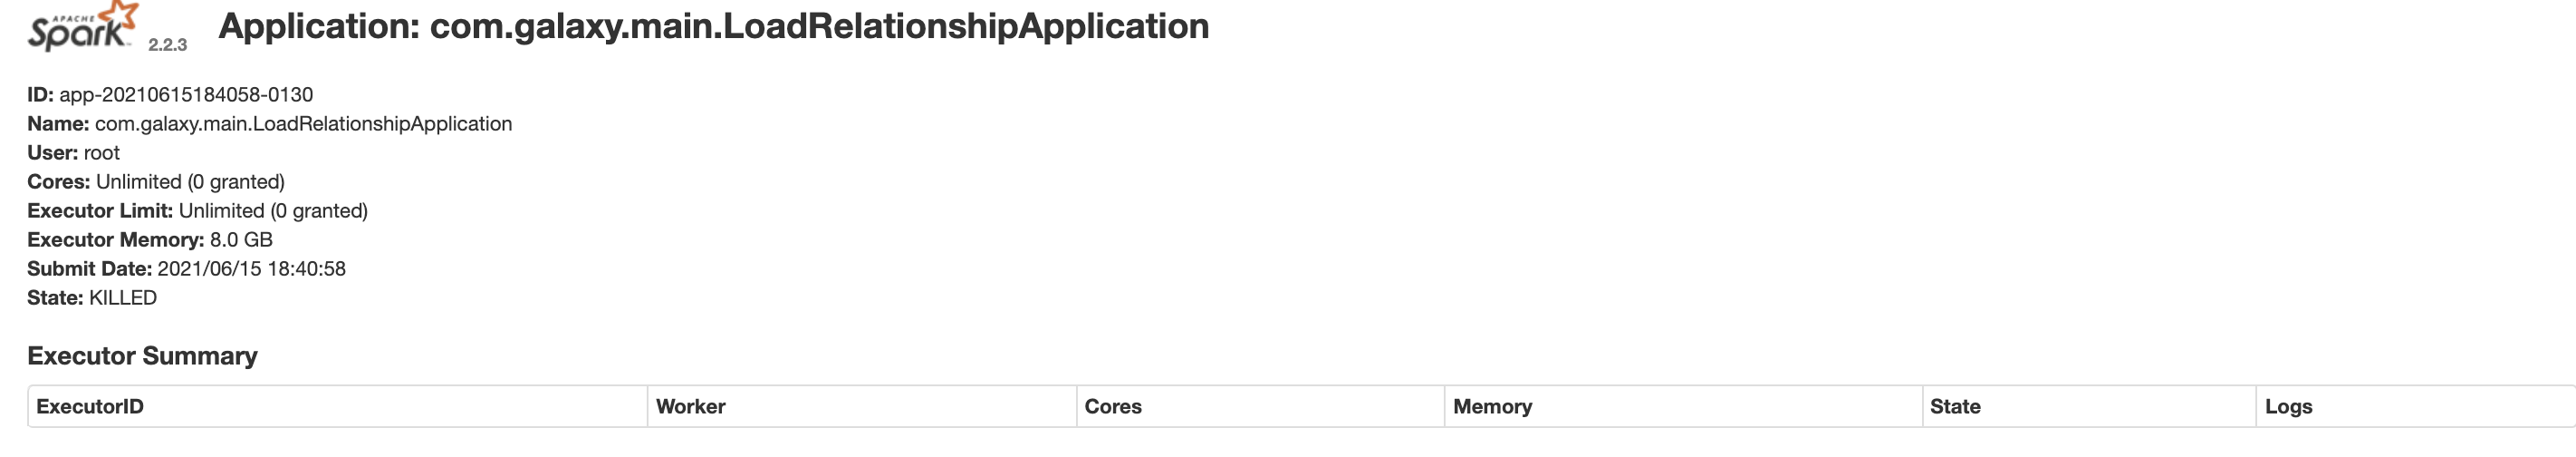 APACHE
Spark 2.2.3 Application: com.galaxy.main.LoadRelationshipApplication
ID: app-20210615184058-0130
Name: com.galaxy.main.LoadRelationshipApplication
User: root
Cores: Unlimited (0 granted)
Executor Limit: Unlimited (0 granted)
Executor Memory: 8.0 GB
Submit Date: 2021/06/15 18:40:58
State: KILLED
Executor Summary
ExecutorID Worker Cores Memory State Logs